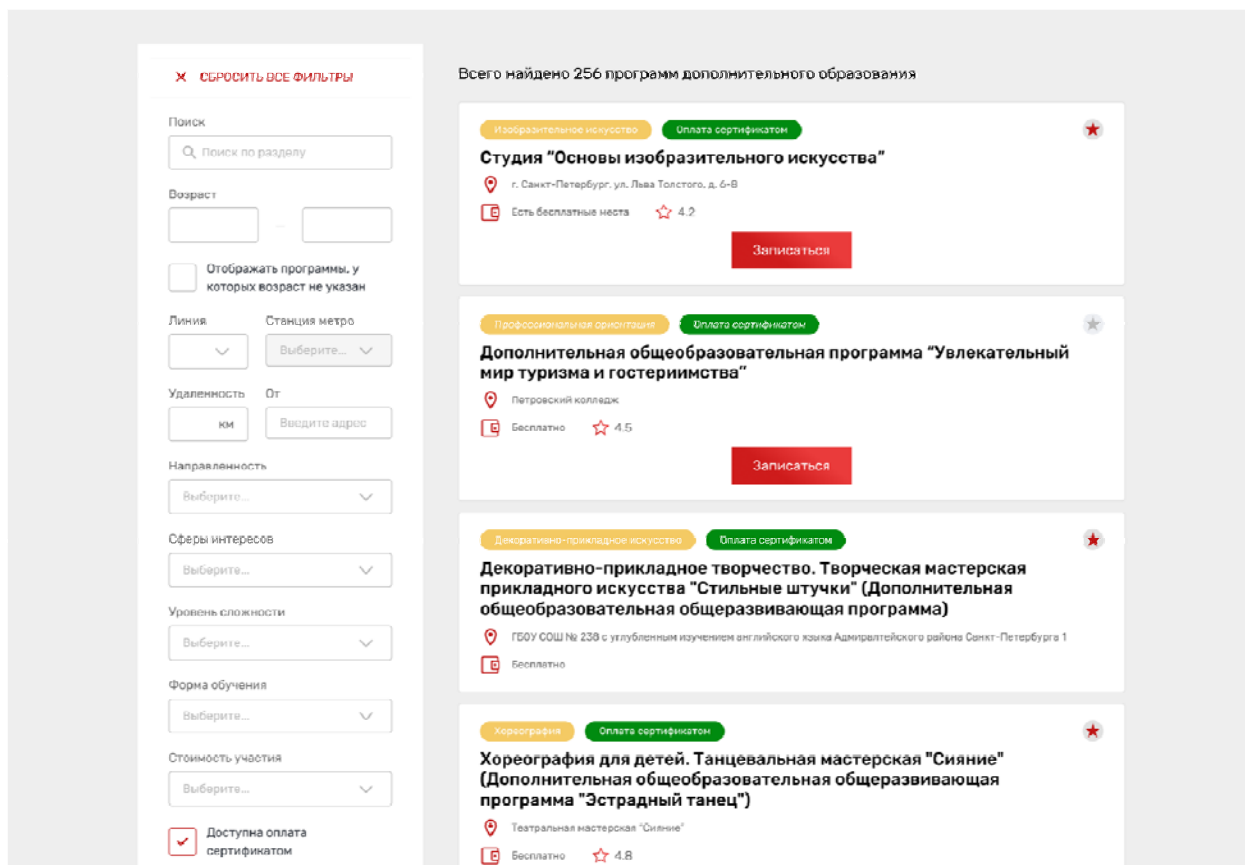 СБРОСИТЬ ВСЕ ФИЛЬТРЫ
Поиск
Поиск по разделу
Возраст
–
Отображать программы, у
которых возраст не указан
Линия Станция метро
Выберите...
Удаленность От
км Введите адрес
Направленность
Выберите...
Сферы интересов
Выберите...
Уровень сложности
Выберите...
Форма обучения
Выберите...
Стоимость участия
Выберите...
Доступна оплата
сертификатом
Всего найдено 256 программ дополнительного образования
Изобразительное искусство Оплата сертификатом
Студия “Основы изобразительного искусства”
г. Санкт-Петербург, ул. Льва Толстого, д. 6-В
Есть бесплатные места 4.2
Записаться
Профессиональная ориентация Оплата сертификатом
Дополнительная общеобразовательная программа “Увлекательный
мир туризма и гостериимства”
Петровский колледж
Бесплатно 4.5
Записаться
Декоративно-прикладное искусство Оплата сертификатом
Декоративно-прикладное творчество. Творческая мастерская
прикладного искусства "Стильные штучки" (Дополнительная
общеобразовательная общеразвивающая программа)
ГБОУ СОШ № 238 с углубленным изучением английского языка Адмиралтейского района Санкт-Петербурга 1
Бесплатно
Хореография Оплата сертификатом
Хореография для детей. Танцевальная мастерская "Сияние"
(Дополнительная общеобразовательная общеразвивающая
программа "Эстрадный танец")
Театральная мастерская "Сияние"
Бесплатно 4.8